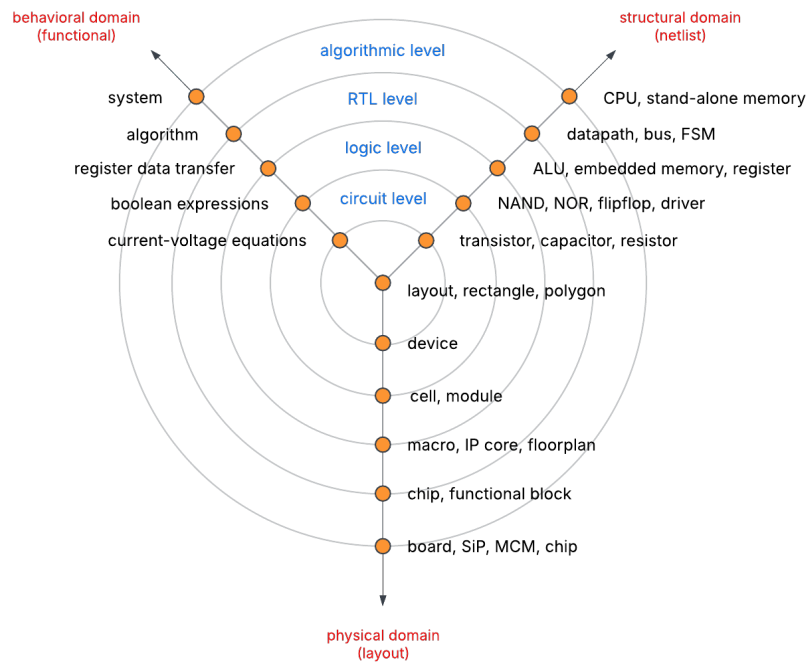 behavioral domain
(functional)
structural domain
(netlist)
algorithmic level
system
CPU, stand-alone memory
RTL level
algorithm
datapath, bus, FSM
logic level
register data transfer
ALU, embedded memory, register
circuit level
boolean expressions
NAND, NOR, flipflop, driver
current-voltage equations
transistor, capacitor, resistor
layout, rectangle, polygon
device
cell, module
macro, IP core, floorplan
chip, functional block
board, SiP, MCM, chip
physical domain
(layout)